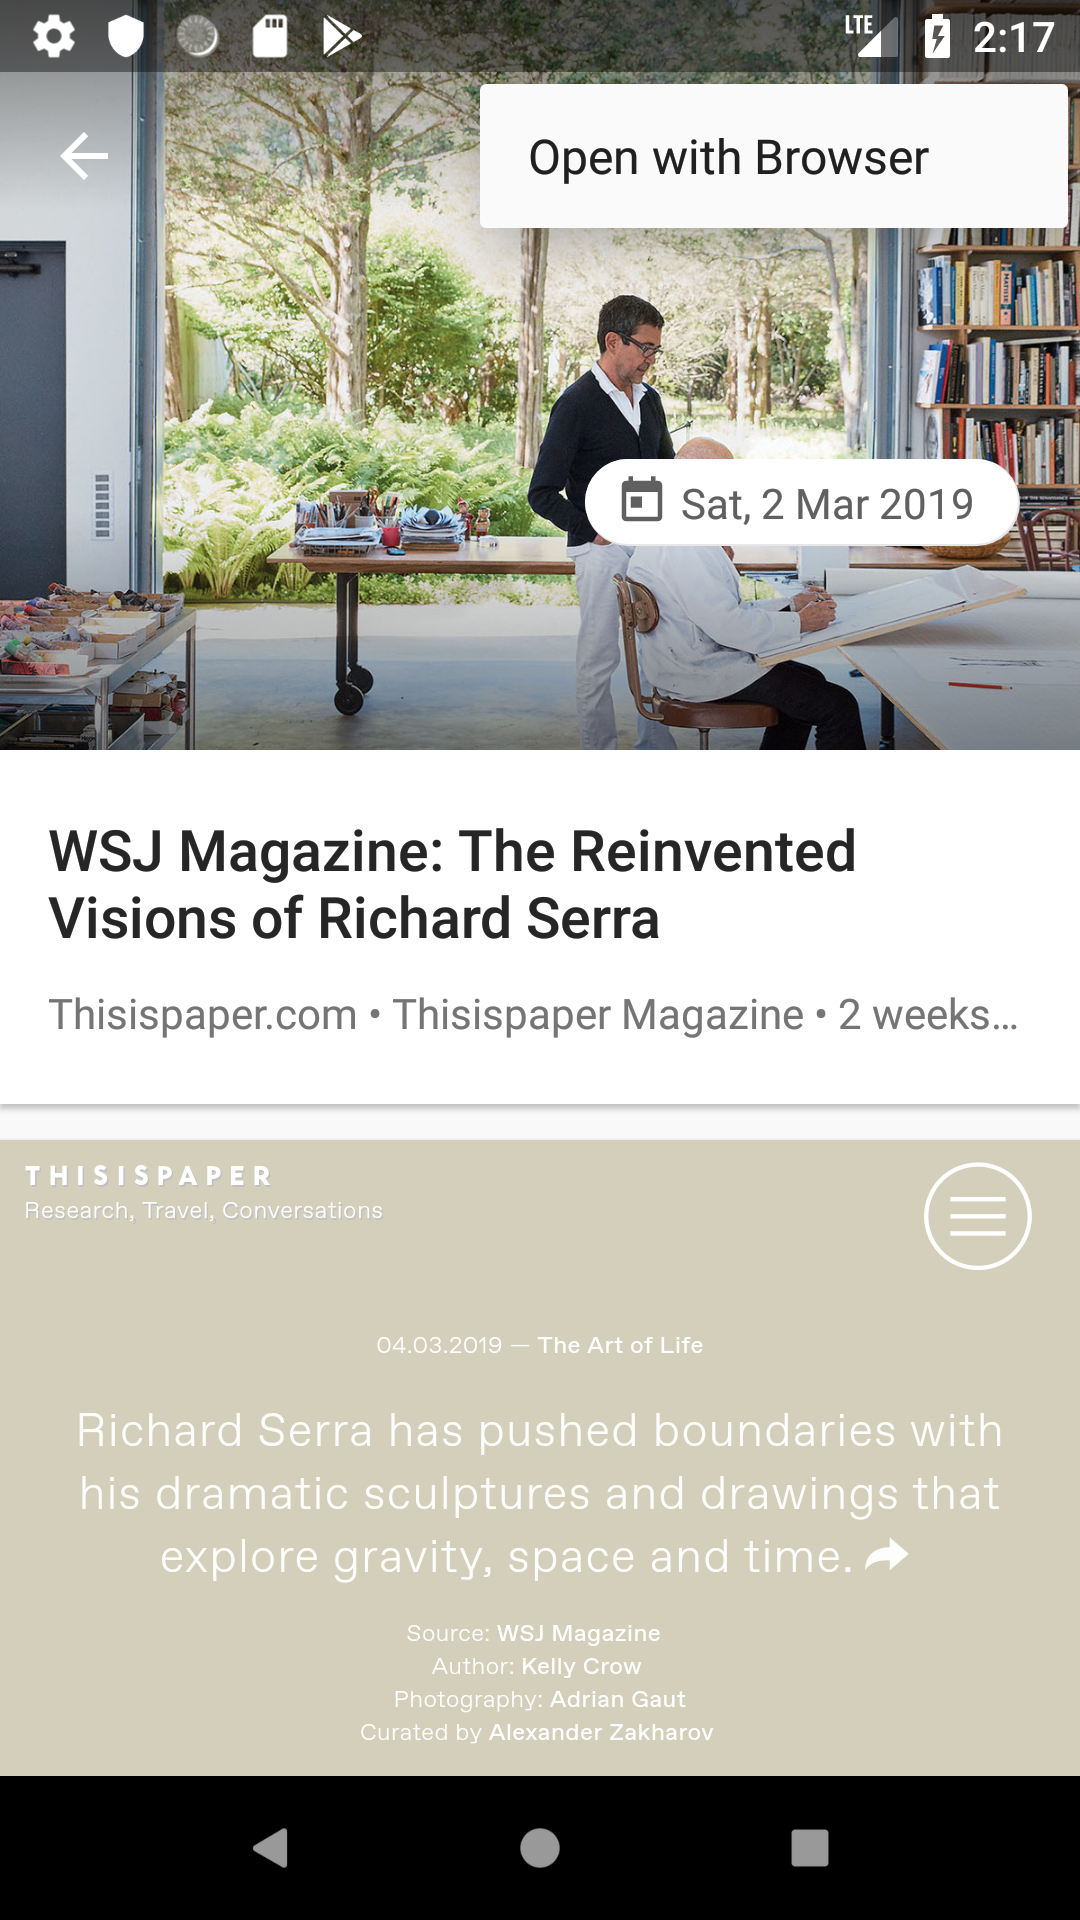 LTE 2:17
Open with Browser
Sat, 2 Mar 2019
WSJ Magazine: The Reinvented
Visions of Richard Serra
Thisispaper.com • Thisispaper Magazine • 2 weeks...
THISISPAPER
Research, Travel, Conversations
04.03.2019 — The Art of Life
Richard Serra has pushed boundaries with
his dramatic sculptures and drawings that
explore gravity, space and time.
Source: WSJ Magazine
Author: Kelly Crow
Photography: Adrian Gaut
Curated by Alexander Zakharov